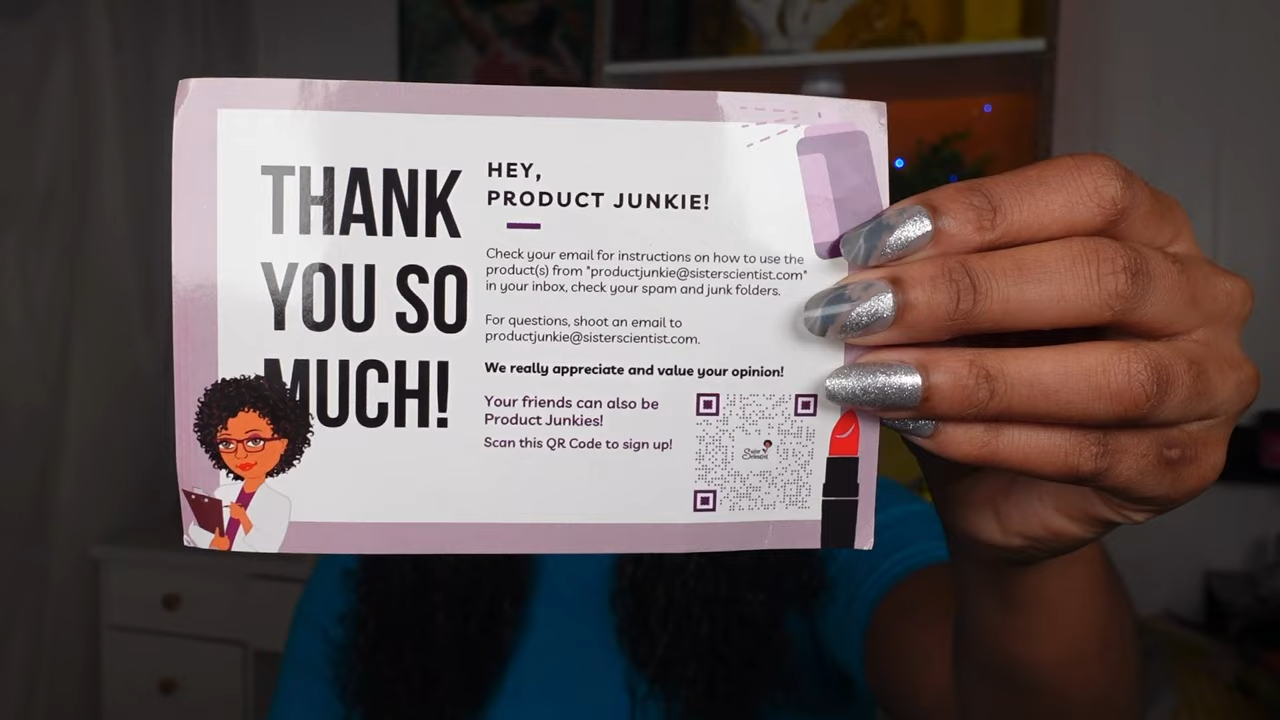 THANK
YOU SO
MUCH!
HEY,
PRODUCT JUNKIE!
Check your email for instructions on how to use the
product(s) from "productjunkie@sisterscientist.com"
in your inbox, check your spam and junk folders.
For questions, shoot an email to
productjunkie@sisterscientist.com.
We really appreciate and value your opinion!
Your friends can also be
Product Junkies!
Scan this QR Code to sign up!
Sister
Scientist